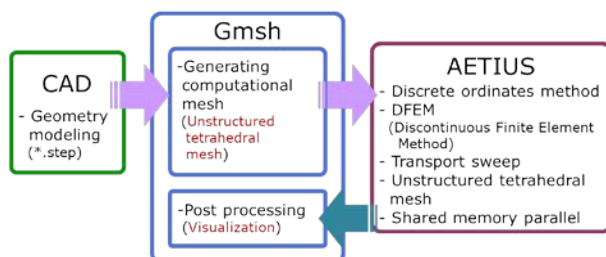 CAD
- Geometry
modeling
(*.step)
Gmsh
-Generating
computational
mesh
(Unstructured
tetrahedral
mesh)
-Post processing
(Visualization)
AETIUS
- Discrete ordinates method
- DFEM
(Discontinuous Finite Element
Method)
- Transport sweep
- Unstructured tetrahedral
mesh
- Shared memory parallel